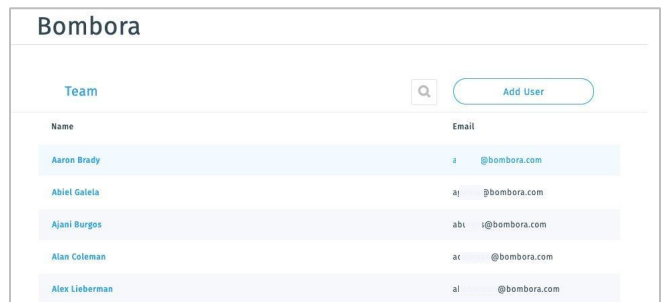 Bombora
Team
Add User
Name Email
Aaron Brady @bombora.com
Abiel Galela @bombora.com
Ajani Burgos @bombora.com
Alan Coleman @bombora.com
Alex Lieberman @bombora.com